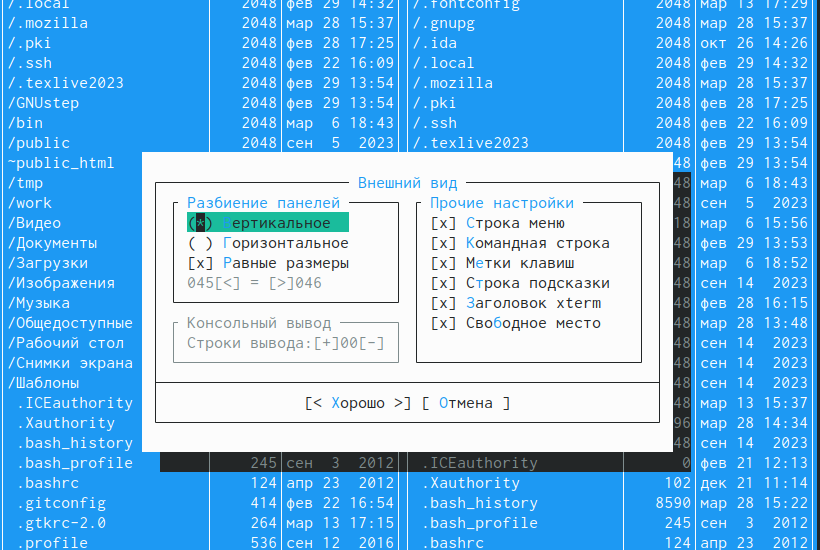 /.local 2048 фев 29 14:32 /.fontconfig 2048 мар 13 17:29
/.mozilla 2048 мар 28 15:37 /.gnupg 2048 мар 28 15:37
/.pki 2048 фев 28 17:25 /.ida 2048 окт 26 14:26
/.ssh 2048 фев 22 16:09 /.local 2048 фев 29 14:32
/.texlive2023 2048 фев 29 13:54 /.mozilla 2048 мар 28 15:37
/GNUstep 2048 фев 29 13:54 /.pki 2048 фев 28 17:25
/bin 2048 мар 6 18:43 /.ssh 2048 фев 22 16:09
/public 2048 сен 5 2023 /.texlive2023 2048 фев 29 13:54
~public_html 48 фев 29 13:54
/tmp Внешний вид 48 мар 6 18:43
/work Разбиение панелей Прочие настройки 48 сен 5 2023
/Видео (*) Вертикальное [x] Строка меню 18 мар 6 15:56
/Документы ( ) Горизонтальное [x] Командная строка 48 фев 29 13:53
/Загрузки [x] Равные размеры [x] Метки клавиш 48 мар 6 18:52
/Изображения 045[<] = [>]046 [x] Строка подсказки 48 сен 14 2023
/Музыка [x] Заголовок xterm 48 фев 28 16:15
/Общедоступные Консольный вывод [x] Свободное место 48 мар 28 13:48
/Рабочий стол Строки вывода:[+]00[-] 48 сен 14 2023
/Снимки экрана 48 сен 14 2023
/Шаблоны 48 сен 14 2023
.ICEauthority [< Хорошо >] [ Отмена ] 48 мар 13 15:37
.Xauthority 96 мар 28 14:34
.bash_history 48 сен 14 2023
.bash_profile 245 сен 3 2012 .ICEauthority 0 фев 21 12:13
.bashrc 124 апр 23 2012 .Xauthority 102 дек 21 11:14
.gitconfig 414 фев 22 16:54 .bash_history 8590 мар 28 15:22
.gtkrc-2.0 264 мар 13 17:15 .bash_profile 245 сен 3 2012
.profile 536 сен 12 2016 .bashrc 124 апр 23 2012